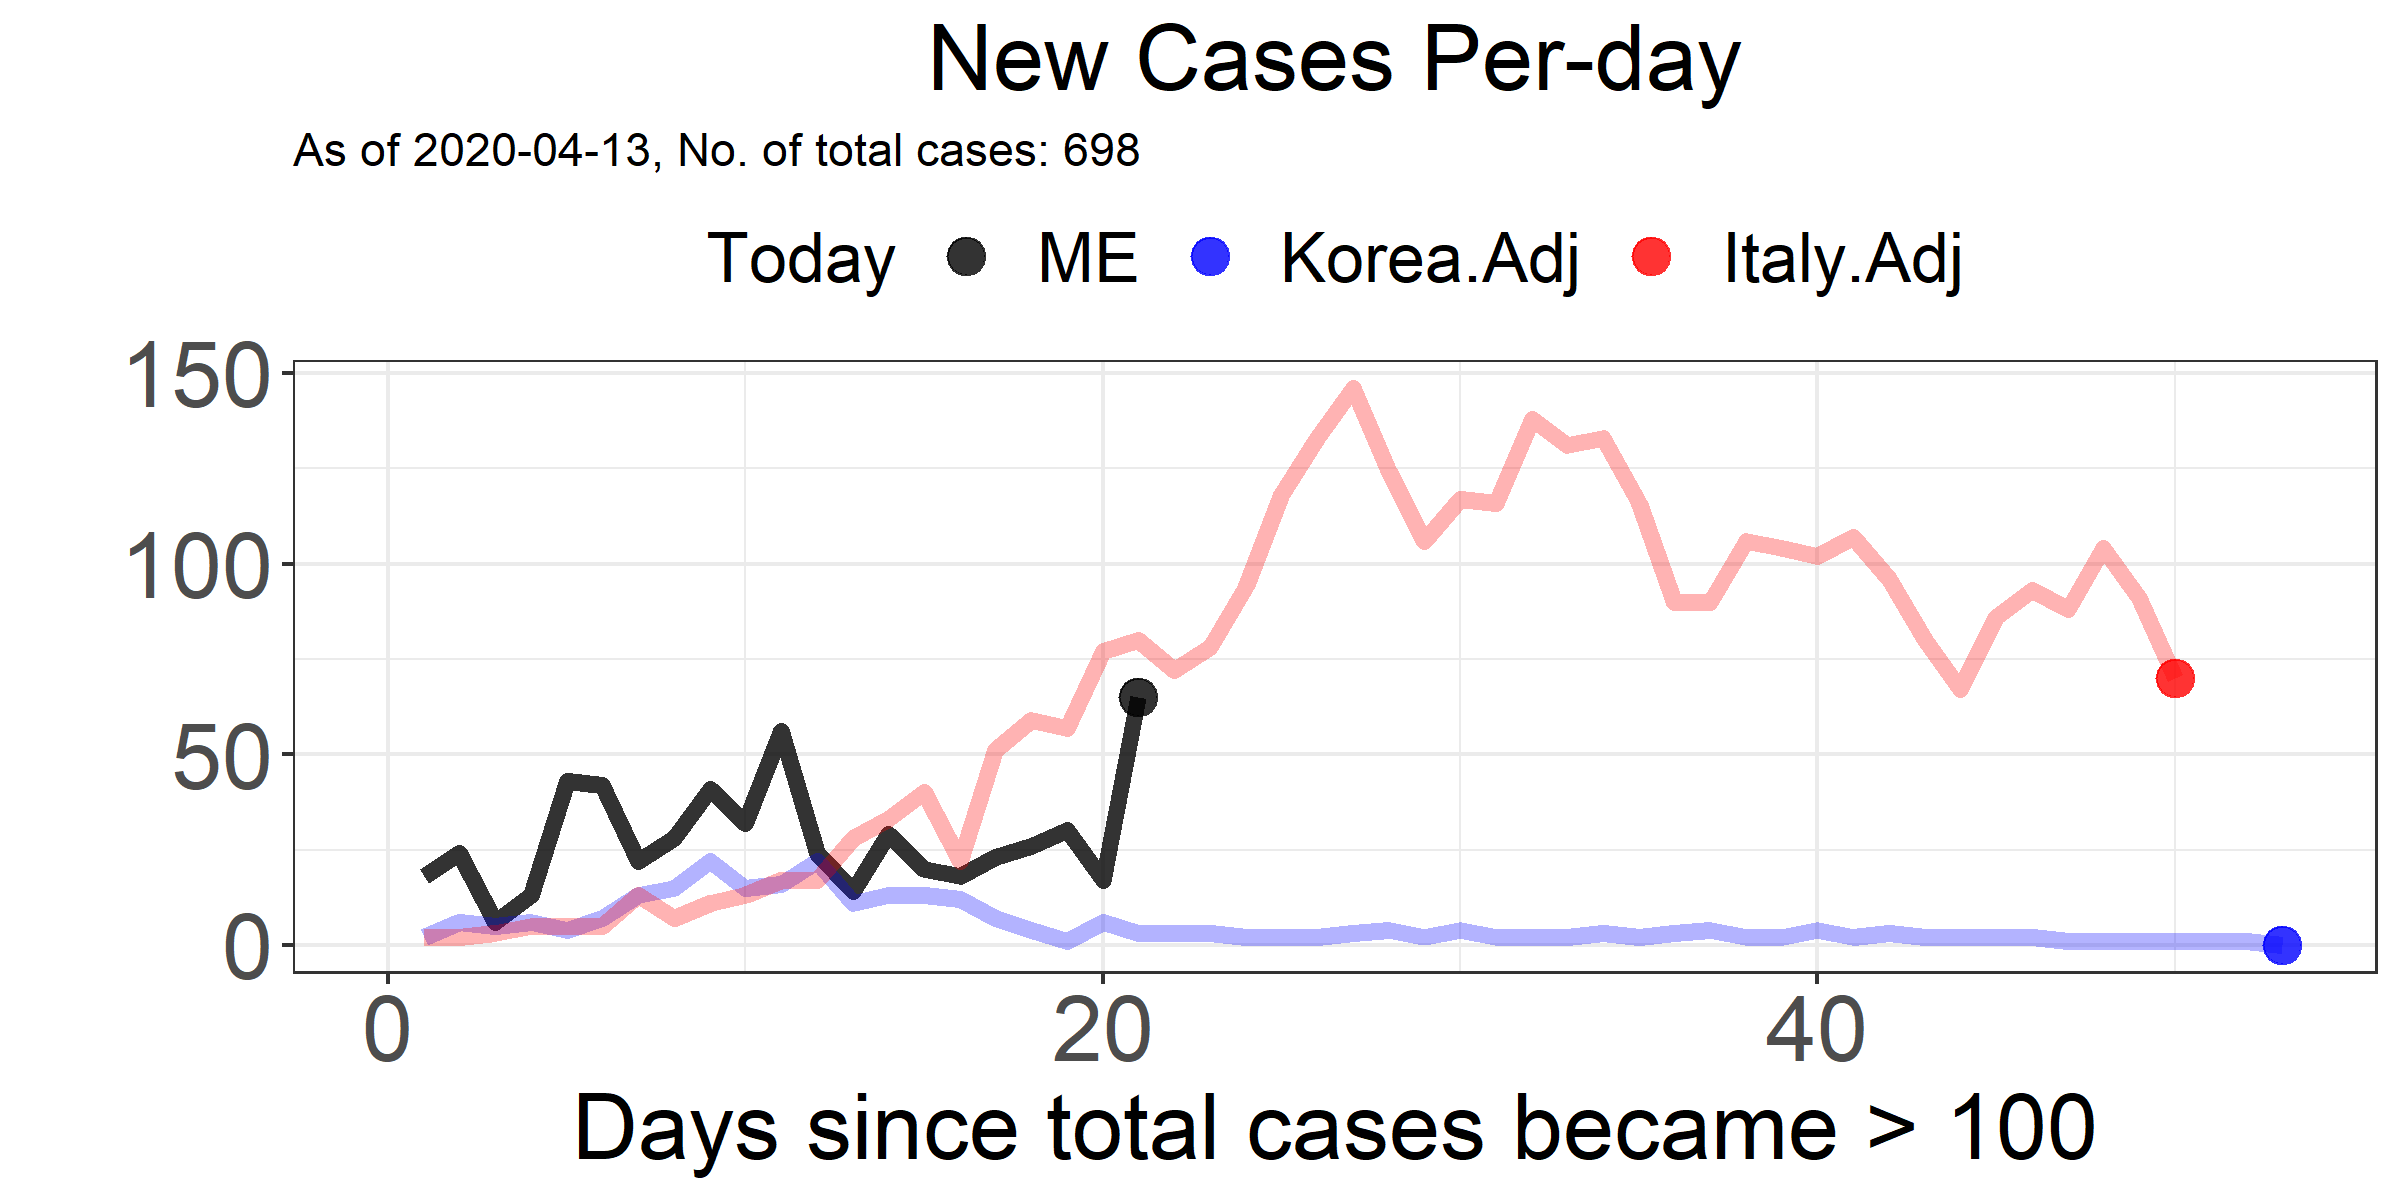 New Cases Per-day
As of 2020-04-13, No. of total cases: 698
Today ME Korea.Adj Italy.Adj
150
100
50
0
0 20 40
Days since total cases became > 100